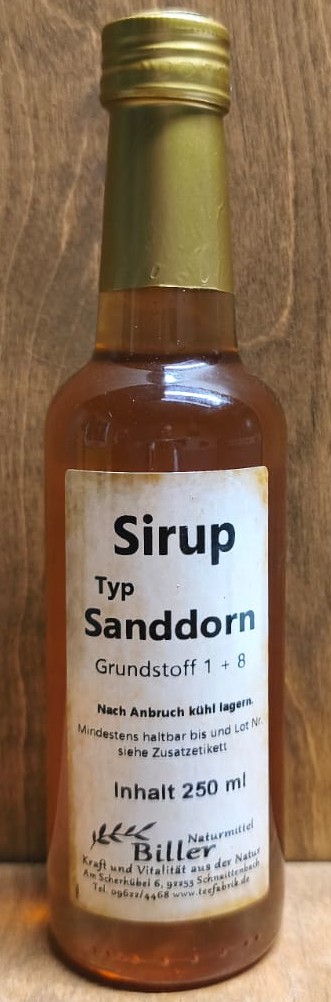 Sirup
Typ
Sanddorn
Grundstoff 1 + 8
Nach Anbruch kühl lagern.
Mindestens haltbar bis und Lot Nr.
siehe Zusatzetikett
Inhalt 250 ml
Naturmittel
Biller
Kraft und Vitalität aus der Natur
Am Scherhübel 6, 92253 Schnaittenbach
Tel. 09622/4468 www.teefabrik.de